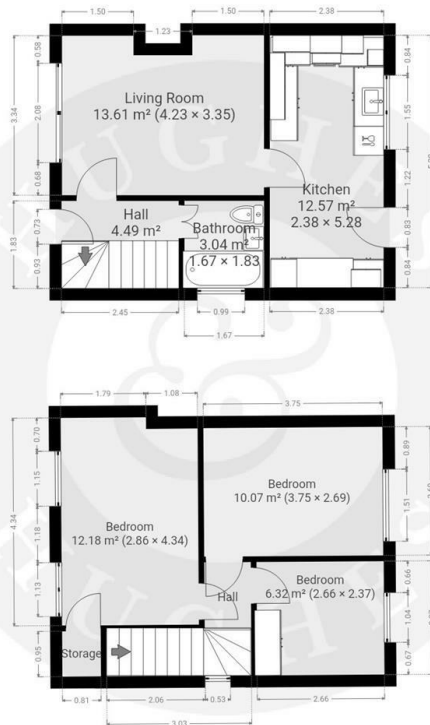 1.50
1.23
1.50
2.38
0.58
0.84
Living Room
13.61 m² (4.23 × 3.35)
3.34
2.08
1.55
0.68
1.22
Kitchen
12.57 m²
2.38 × 5.28
Hall
4.49 m²
Bathroom
3.04 m²
1.67 × 1.83
1.83
0.73
0.83
0.93
0.84
2.45
0.99
2.38
1.67
HUGHES
&
1.79
1.08
3.75
0.70
0.89
Bedroom
10.07 m² (3.75 × 2.69)
1.15
1.51
4.34
Bedroom
12.18 m² (2.86 × 4.34)
1.18
Bedroom
6.32 m² (2.66 × 2.37)
0.66
Hall
1.13
1.04
Storage
0.95
0.67
0.81
2.06
0.53
2.66
3.03
HUGHES